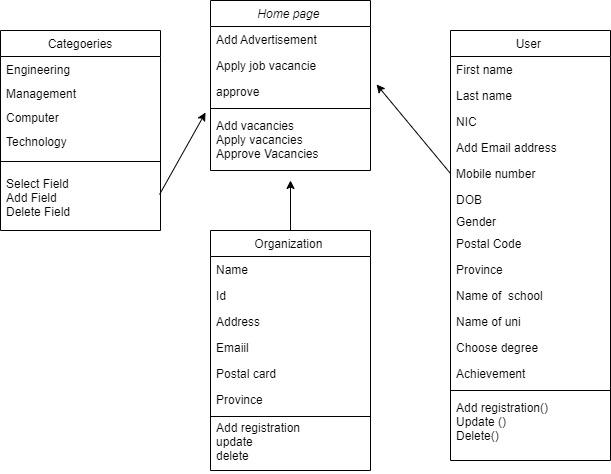 Home page
Add Advertisement
Apply job vacancie
approve
Add vacancies
Apply vacancies
Approve Vacancies
Categoeries
Engineering
Management
Computer
Technology
Select Field
Add Field
Delete Field
Organization
Name
Id
Address
Emaiil
Postal card
Province
Add registration
update
delete
User
First name
Last name
NIC
Add Email address
Mobile number
DOB
Gender
Postal Code
Province
Name of school
Name of uni
Choose degree
Achievement
Add registration()
Update ()
Delete()